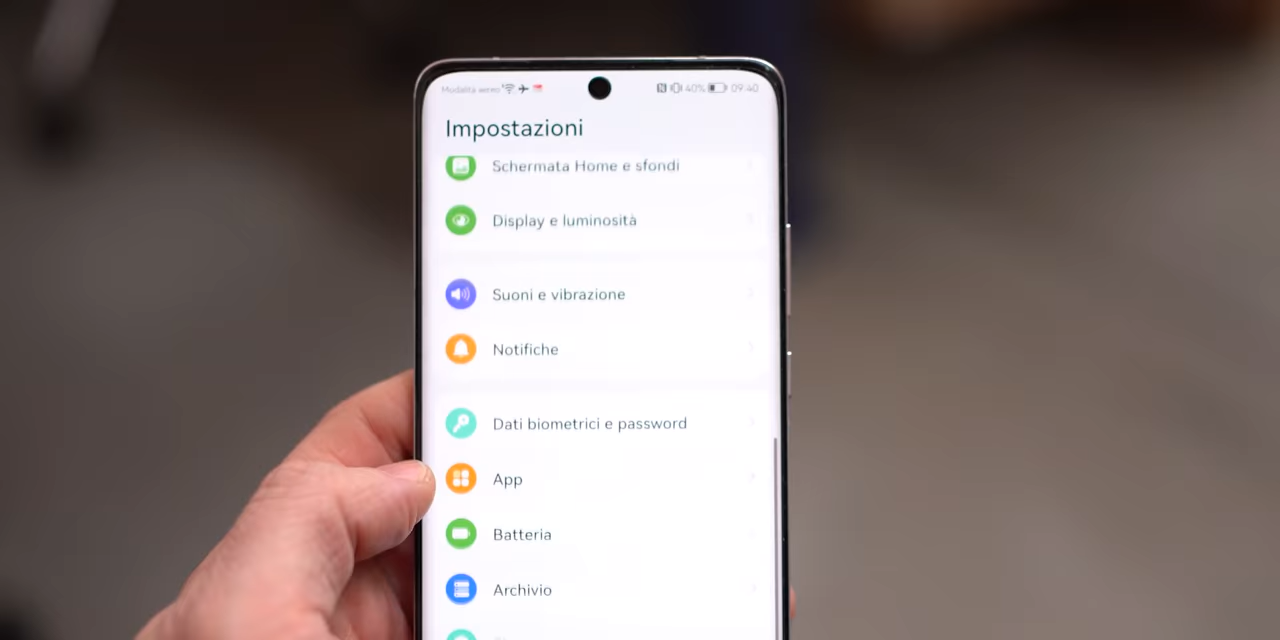 Modalità aereo 40% 09:40
Impostazioni
Schermata Home e sfondi
Display e luminosità
Suoni e vibrazione
Notifiche
Dati biometrici e password
App
Batteria
Archivio